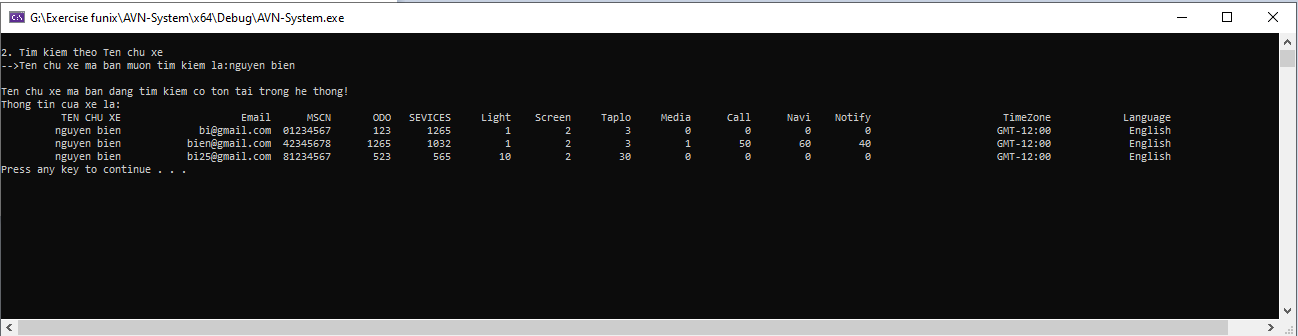 G:\Exercise funix\AVN-System\x64\Debug\AVN-System.exe
2. Tim kiem theo Ten chu xe
-->Ten chu xe ma ban muon tim kiem la:nguyen bien
Ten chu xe ma ban dang tim kiem co ton tai trong he thong!
Thong tin cua xe la:
TEN CHU XE Email MSCN ODO SEVICES Light Screen Taplo Media Call Navi Notify TimeZone Language
nguyen bien bi@gmail.com 01234567 123 1265 1 2 3 0 0 0 0 GMT-12:00 English
nguyen bien bien@gmail.com 42345678 1265 1032 1 2 3 1 50 60 40 GMT-12:00 English
nguyen bien bi25@gmail.com 81234567 523 565 10 2 30 0 0 0 0 GMT-12:00 English
Press any key to continue . . .